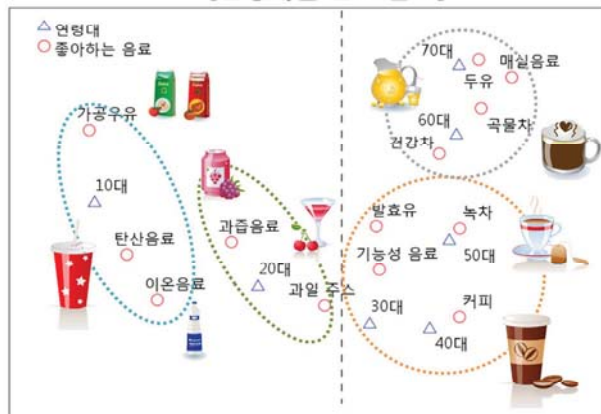 연령대
좋아하는 음료
가공우유
10대
탄산음료
이온음료
과즙음료
20대
과일 주스
70대
두유
매실음료
60대
곡물차
건강차
발효유
녹차
기능성 음료
50대
30대
커피
40대